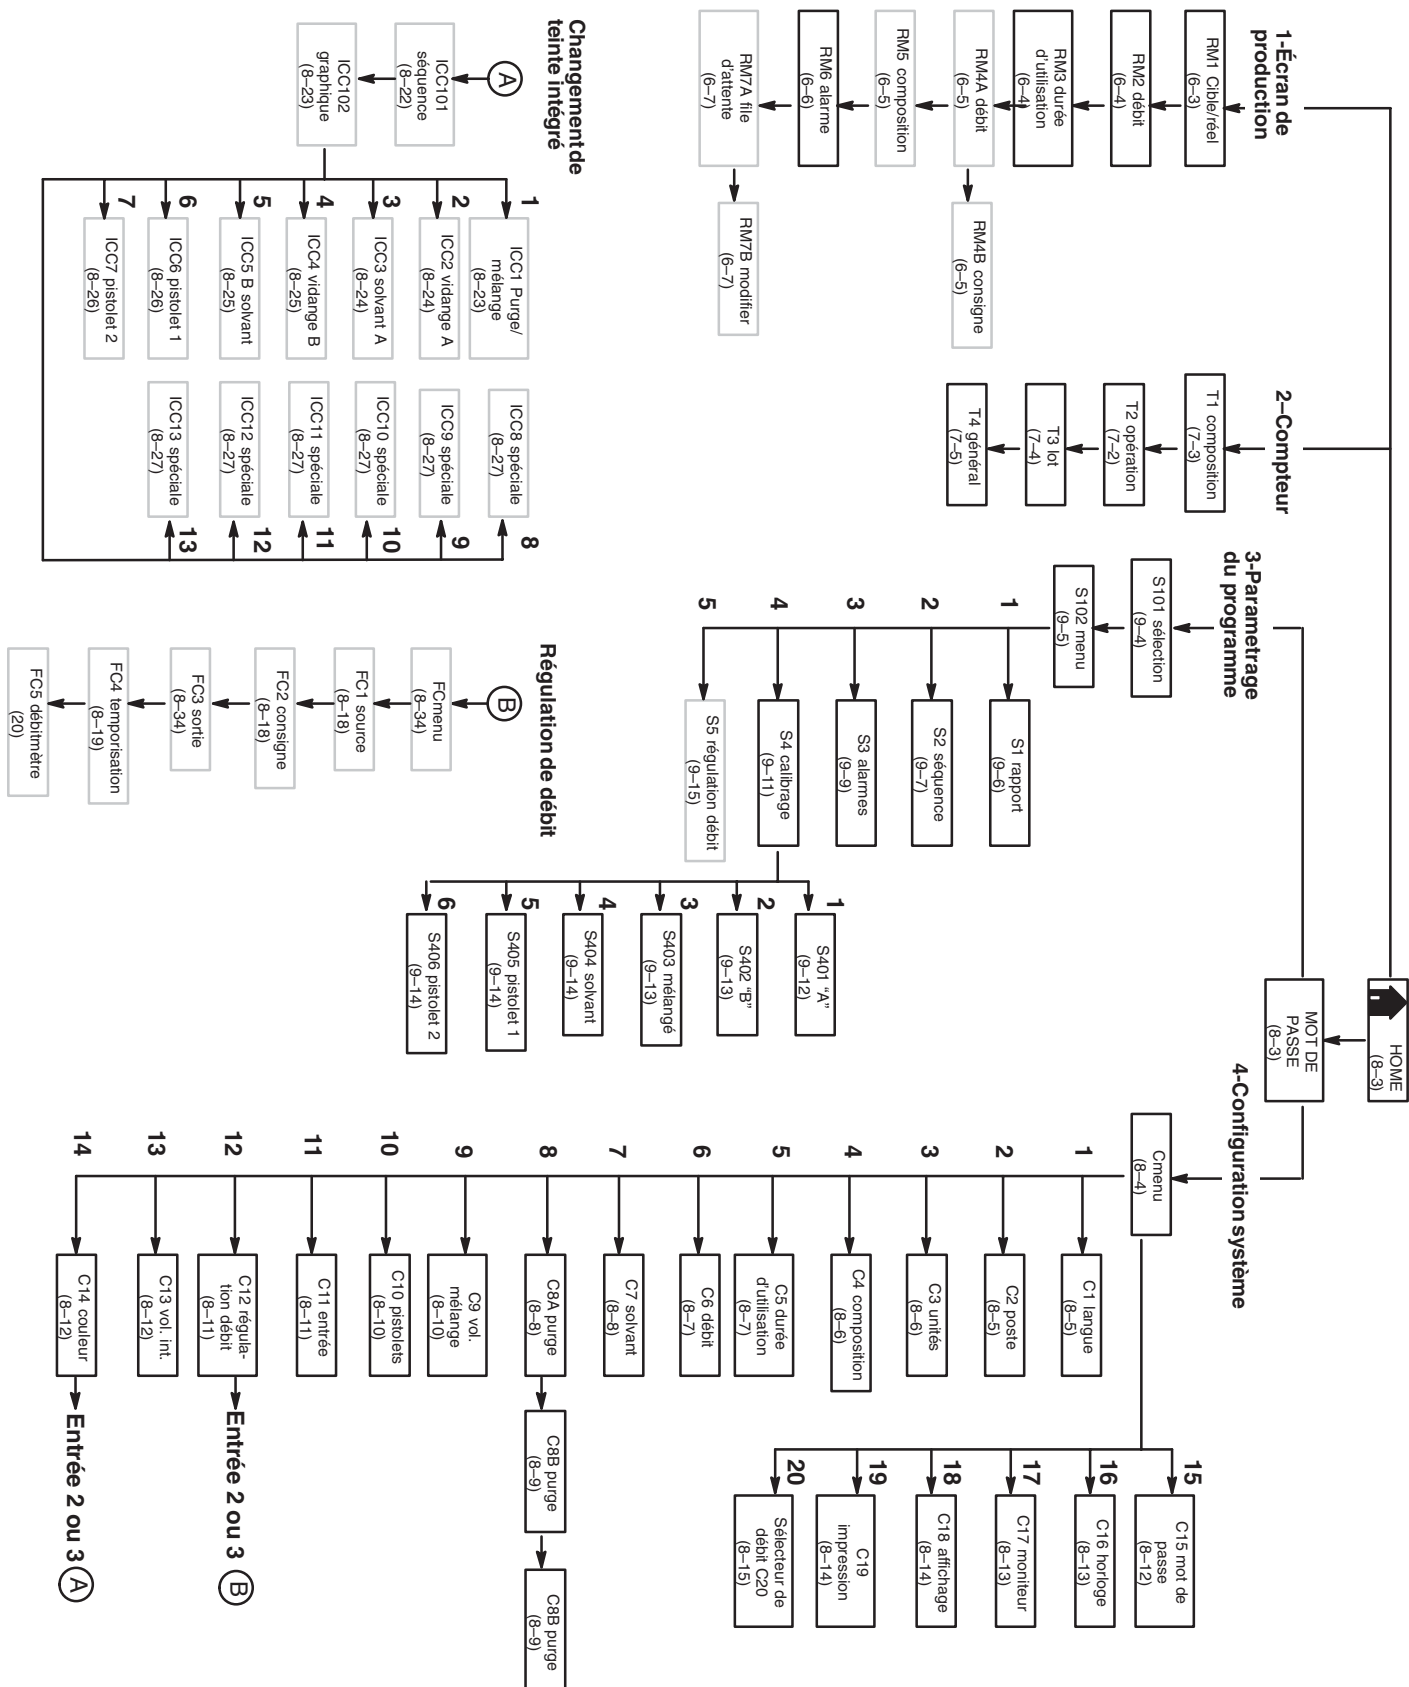 HOME
(8–3)
MOT DE
PASSE
(8–3)
1-Écran de
production
RM1 Cible/réel
(6–3)
RM2 débit
(6–4)
RM3 durée
d'utilisation
(6–4)
RM4A débit
(6–5)
RM4B consigne
(6–5)
RM5 composition
(6–5)
RM6 alarme
(6–6)
RM7A file
d'attente
(6–7)
RM7B modifier
(6–7)
2–Compteur
T1 composition
(7–3)
T2 opération
(7–2)
T3 lot
(7–4)
T4 général
(7–5)
3-Parametrage
du programme
S101 sélection
(9–4)
S102 menu
(9–5)
1
S1 rapport
(9–6)
2
S2 séquence
(9–7)
3
S3 alarmes
(9–9)
4
S4 calibrage
(9–11)
5
S5 régulation débit
(9–15)
1
S401 “A”
(9–12)
2
S402 “B”
(9–13)
3
S403 mélangé
(9–13)
4
S404 solvant
(9–14)
5
S405 pistolet 1
(9–14)
6
S406 pistolet 2
(9–14)
4-Configuration système
Cmenu
(8–4)
1
C1 langue
(8–5)
2
C2 poste
(8–5)
3
C3 unités
(8–6)
4
C4 composition
(8–6)
5
C5 durée
d'utilisation
(8–7)
6
C6 débit
(8–7)
7
C7 solvant
(8–8)
8
C8A purge
(8–8)
C8B purge
(8–9)
C8B purge
(8–9)
9
C9 vol.
mélange
(8–10)
10
C10 pistolets
(8–10)
11
C11 entrée
(8–11)
12
C12 régula-
tion débit
(8–11)
Entrée 2 ou 3 B
13
C13 vol. int.
(8–12)
14
C14 couleur
(8–12)
Entrée 2 ou 3 A
15
C15 mot de
passe
(8–12)
16
C16 horloge
(8–13)
17
C17 moniteur
(8–13)
18
C18 affichage
(8–14)
19
C19
impression
(8–14)
20
Sélecteur de
débit C20
(8–15)
Changement de
teinte intégré
A
ICC101
séquence
(8–22)
ICC102
graphique
(8–23)
1
ICC1 Purge/
mélange
(8–23)
2
ICC2 vidange A
(8–24)
3
ICC3 solvant A
(8–24)
4
ICC4 vidange B
(8–25)
5
ICC5 B solvant
(8–25)
6
ICC6 pistolet 1
(8–26)
7
ICC7 pistolet 2
(8–26)
8
ICC8 spéciale
(8–27)
9
ICC9 spéciale
(8–27)
10
ICC10 spéciale
(8–27)
11
ICC11 spéciale
(8–27)
12
ICC12 spéciale
(8–27)
13
ICC13 spéciale
(8–27)
Régulation de débit
B
FC-menu
(8–34)
FC1 source
(8–18)
FC2 consigne
(8–18)
FC3 sortie
(8–34)
FC4 temporisation
(8–19)
FC5 débitmètre
(20)